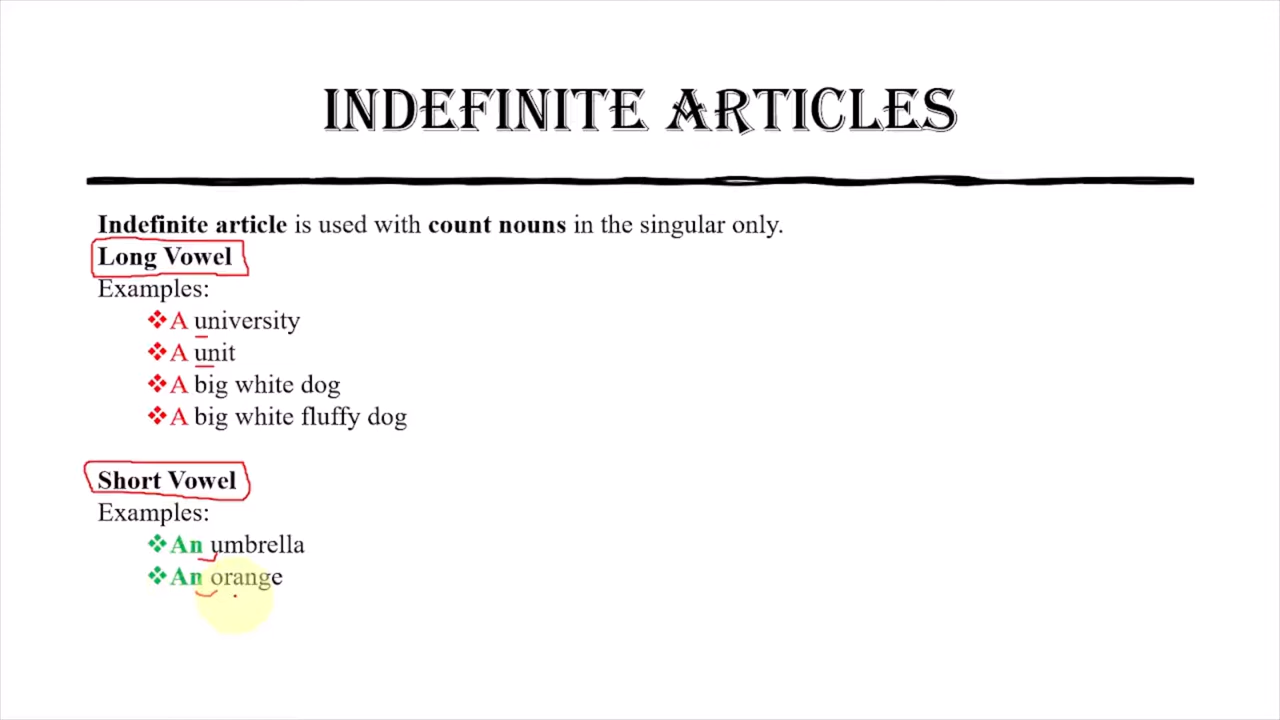 INDEFINITE ARTICLES
Indefinite article is used with count nouns in the singular only.
Long Vowel
Examples:
❖A university
❖A unit
❖A big white dog
❖A big white fluffy dog
Short Vowel
Examples:
❖An umbrella
❖An orange